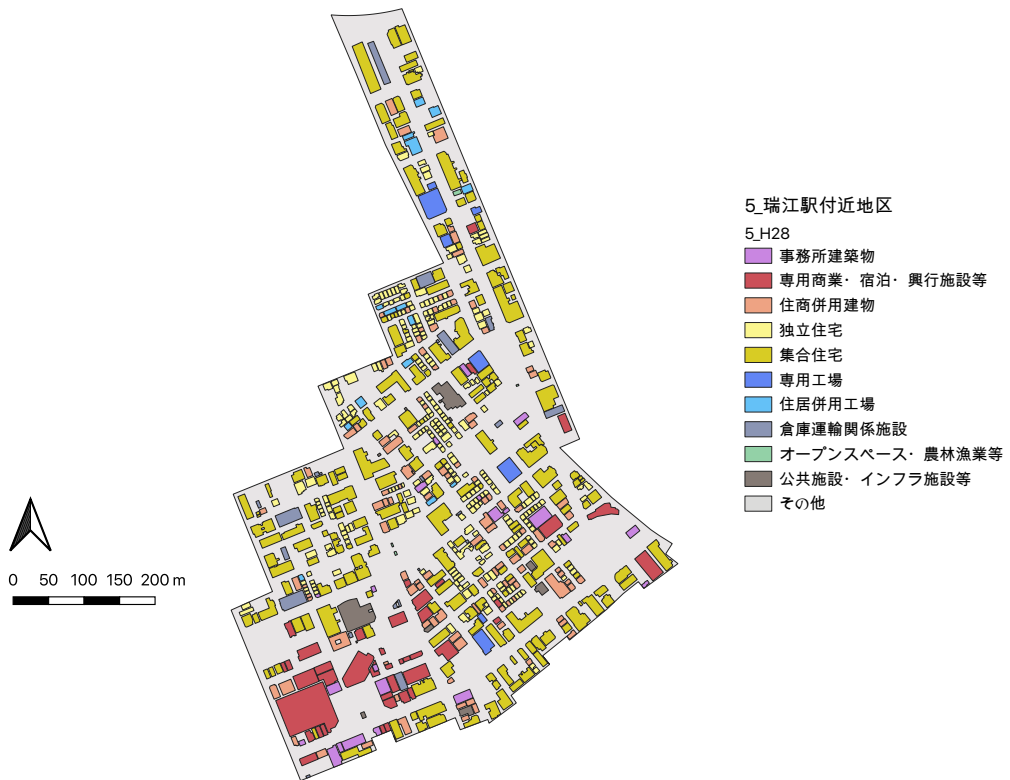 5_瑞江駅付近地区
5_H28
事務所建築物
専用商業・宿泊・興行施設等
住商併用建物
独立住宅
集合住宅
専用工場
住居併用工場
倉庫運輸関係施設
オープンスペース・農林漁業等
公共施設・インフラ施設等
その他
0 50 100 150 200 m